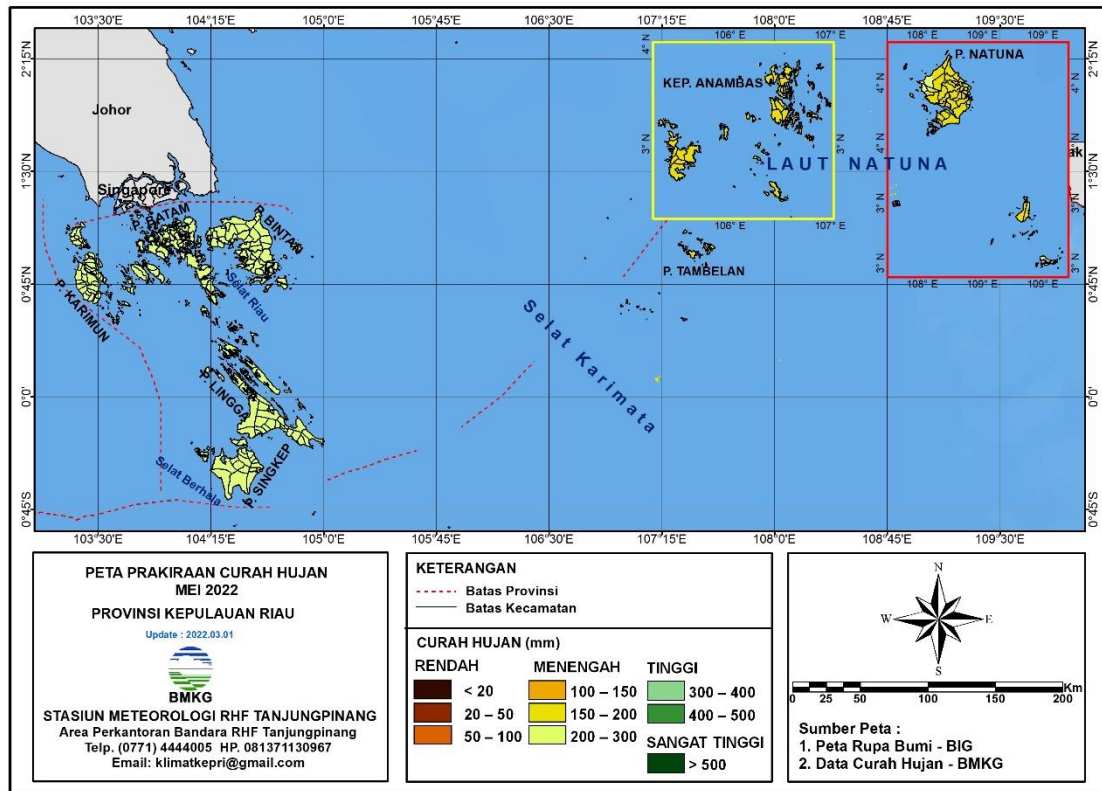 103°30'E 104°15'E 105°0'E 105°45'E 106°30'E 107°15'E 108°0'E 108°45'E 109°30'E
2°15'N
1°30'N
0°45'N
0°0'
0°45'S
Johor
Singapore
P. BATAM
P. BINTAN
P. KARIMUN
Selat Riau
P. LINGGA
P. SINGKEP
Selat Berhala
Selat Karimata
P. TAMBELAN
LAUT NATUNA
106° E 107° E
4° N
3° N
KEP. ANAMBAS
3° N
106° E 107° E
108° E 109° E 109° E
P. NATUNA
4° N 4° N
4° N 4° N
3° N 3° N
3° N 3° N
108° E 109° E 109° E
ak
2°15'N
1°30'N
0°45'N
0°0'
0°45'S
103°30'E 104°15'E 105°0'E 105°45'E 106°30'E 107°15'E 108°0'E 108°45'E 109°30'E
PETA PRAKIRAAN CURAH HUJAN
MEI 2022
PROVINSI KEPULAUAN RIAU
Update : 2022.03.01
BMKG
STASIUN METEOROLOGI RHF TANJUNGPINANG
Area Perkantoran Bandara RHF Tanjungpinang
Telp. (0771) 4444005 HP. 081371130967
Email: klimatkepri@gmail.com
KETERANGAN
Batas Provinsi
Batas Kecamatan
CURAH HUJAN (mm)
RENDAH MENENGAH TINGGI
< 20 100 – 150 300 – 400
20 – 50 150 – 200 400 – 500
50 – 100 200 – 300 SANGAT TINGGI
> 500
N
W E
S
Km
0 25 50 100 150 200
Sumber Peta :
1. Peta Rupa Bumi - BIG
2. Data Curah Hujan - BMKG